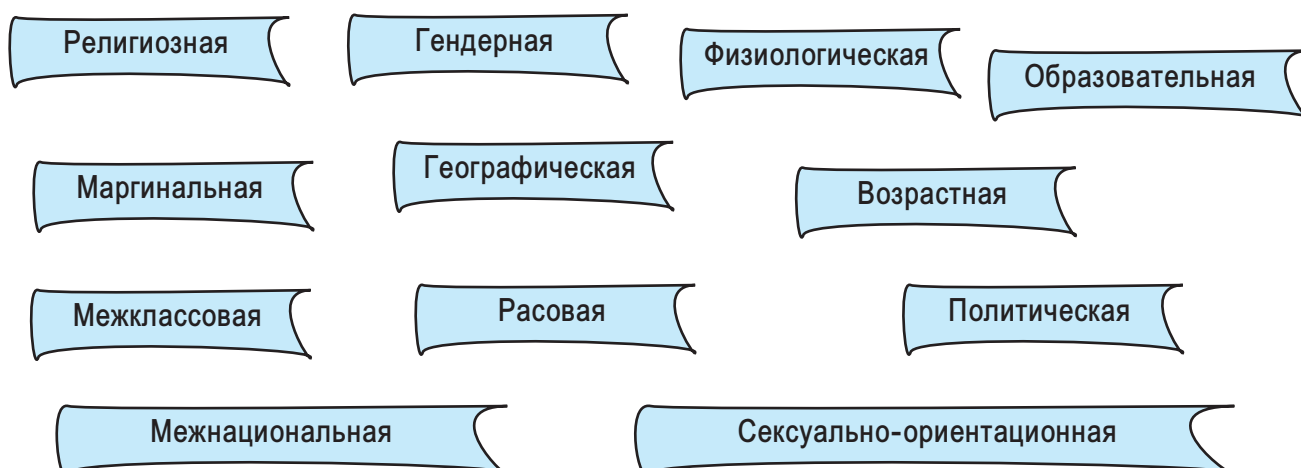 Религиозная
Гендерная
Физиологическая
Образовательная
Маргинальная
Географическая
Возрастная
Межклассовая
Расовая
Политическая
Межнациональная
Сексуально-ориентационная